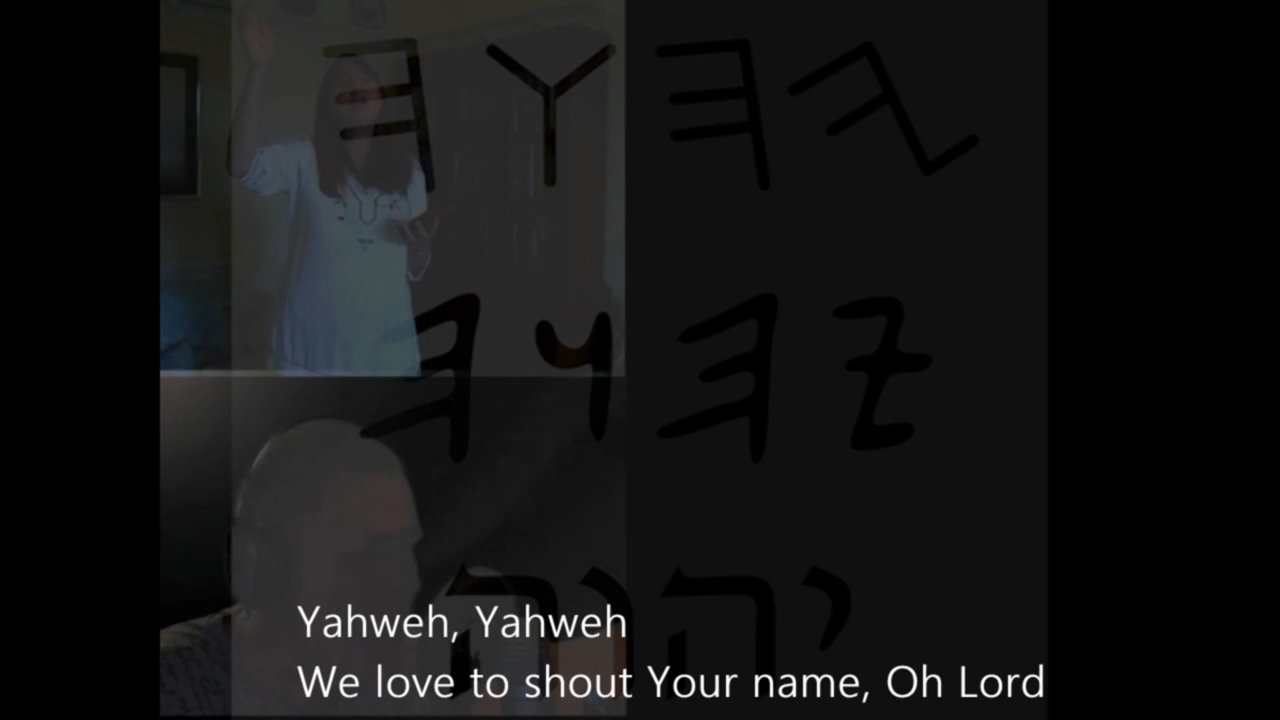 𐤉𐤄𐤅𐤄
𐤉𐤄𐤅𐤄
יהוה
Yahweh, Yahweh
We love to shout Your name, Oh Lord